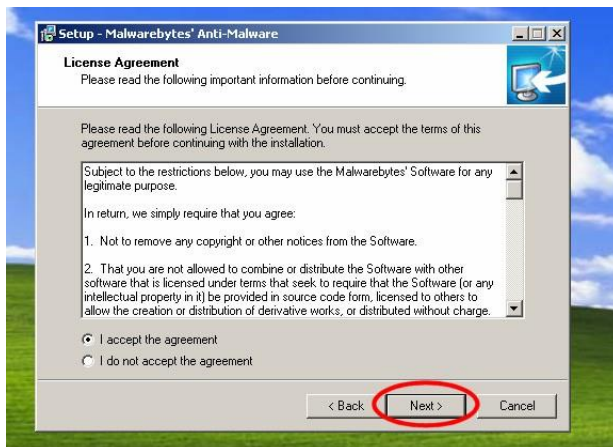 Setup - Malwarebytes' Anti-Malware
License Agreement
Please read the following important information before continuing.
Please read the following License Agreement. You must accept the terms of this
agreement before continuing with the installation.
Subject to the restrictions below, you may use the Malwarebytes' Software for any
legitimate purpose.
In return, we simply require that you agree:
1. Not to remove any copyright or other notices from the Software.
2. That you are not allowed to combine or distribute the Software with other
software that is licensed under terms that seek to require that the Software (or any
intellectual property in it) be provided in source code form, licensed to others to
allow the creation or distribution of derivative works, or distributed without charge.
I accept the agreement
I do not accept the agreement
< Back Next > Cancel